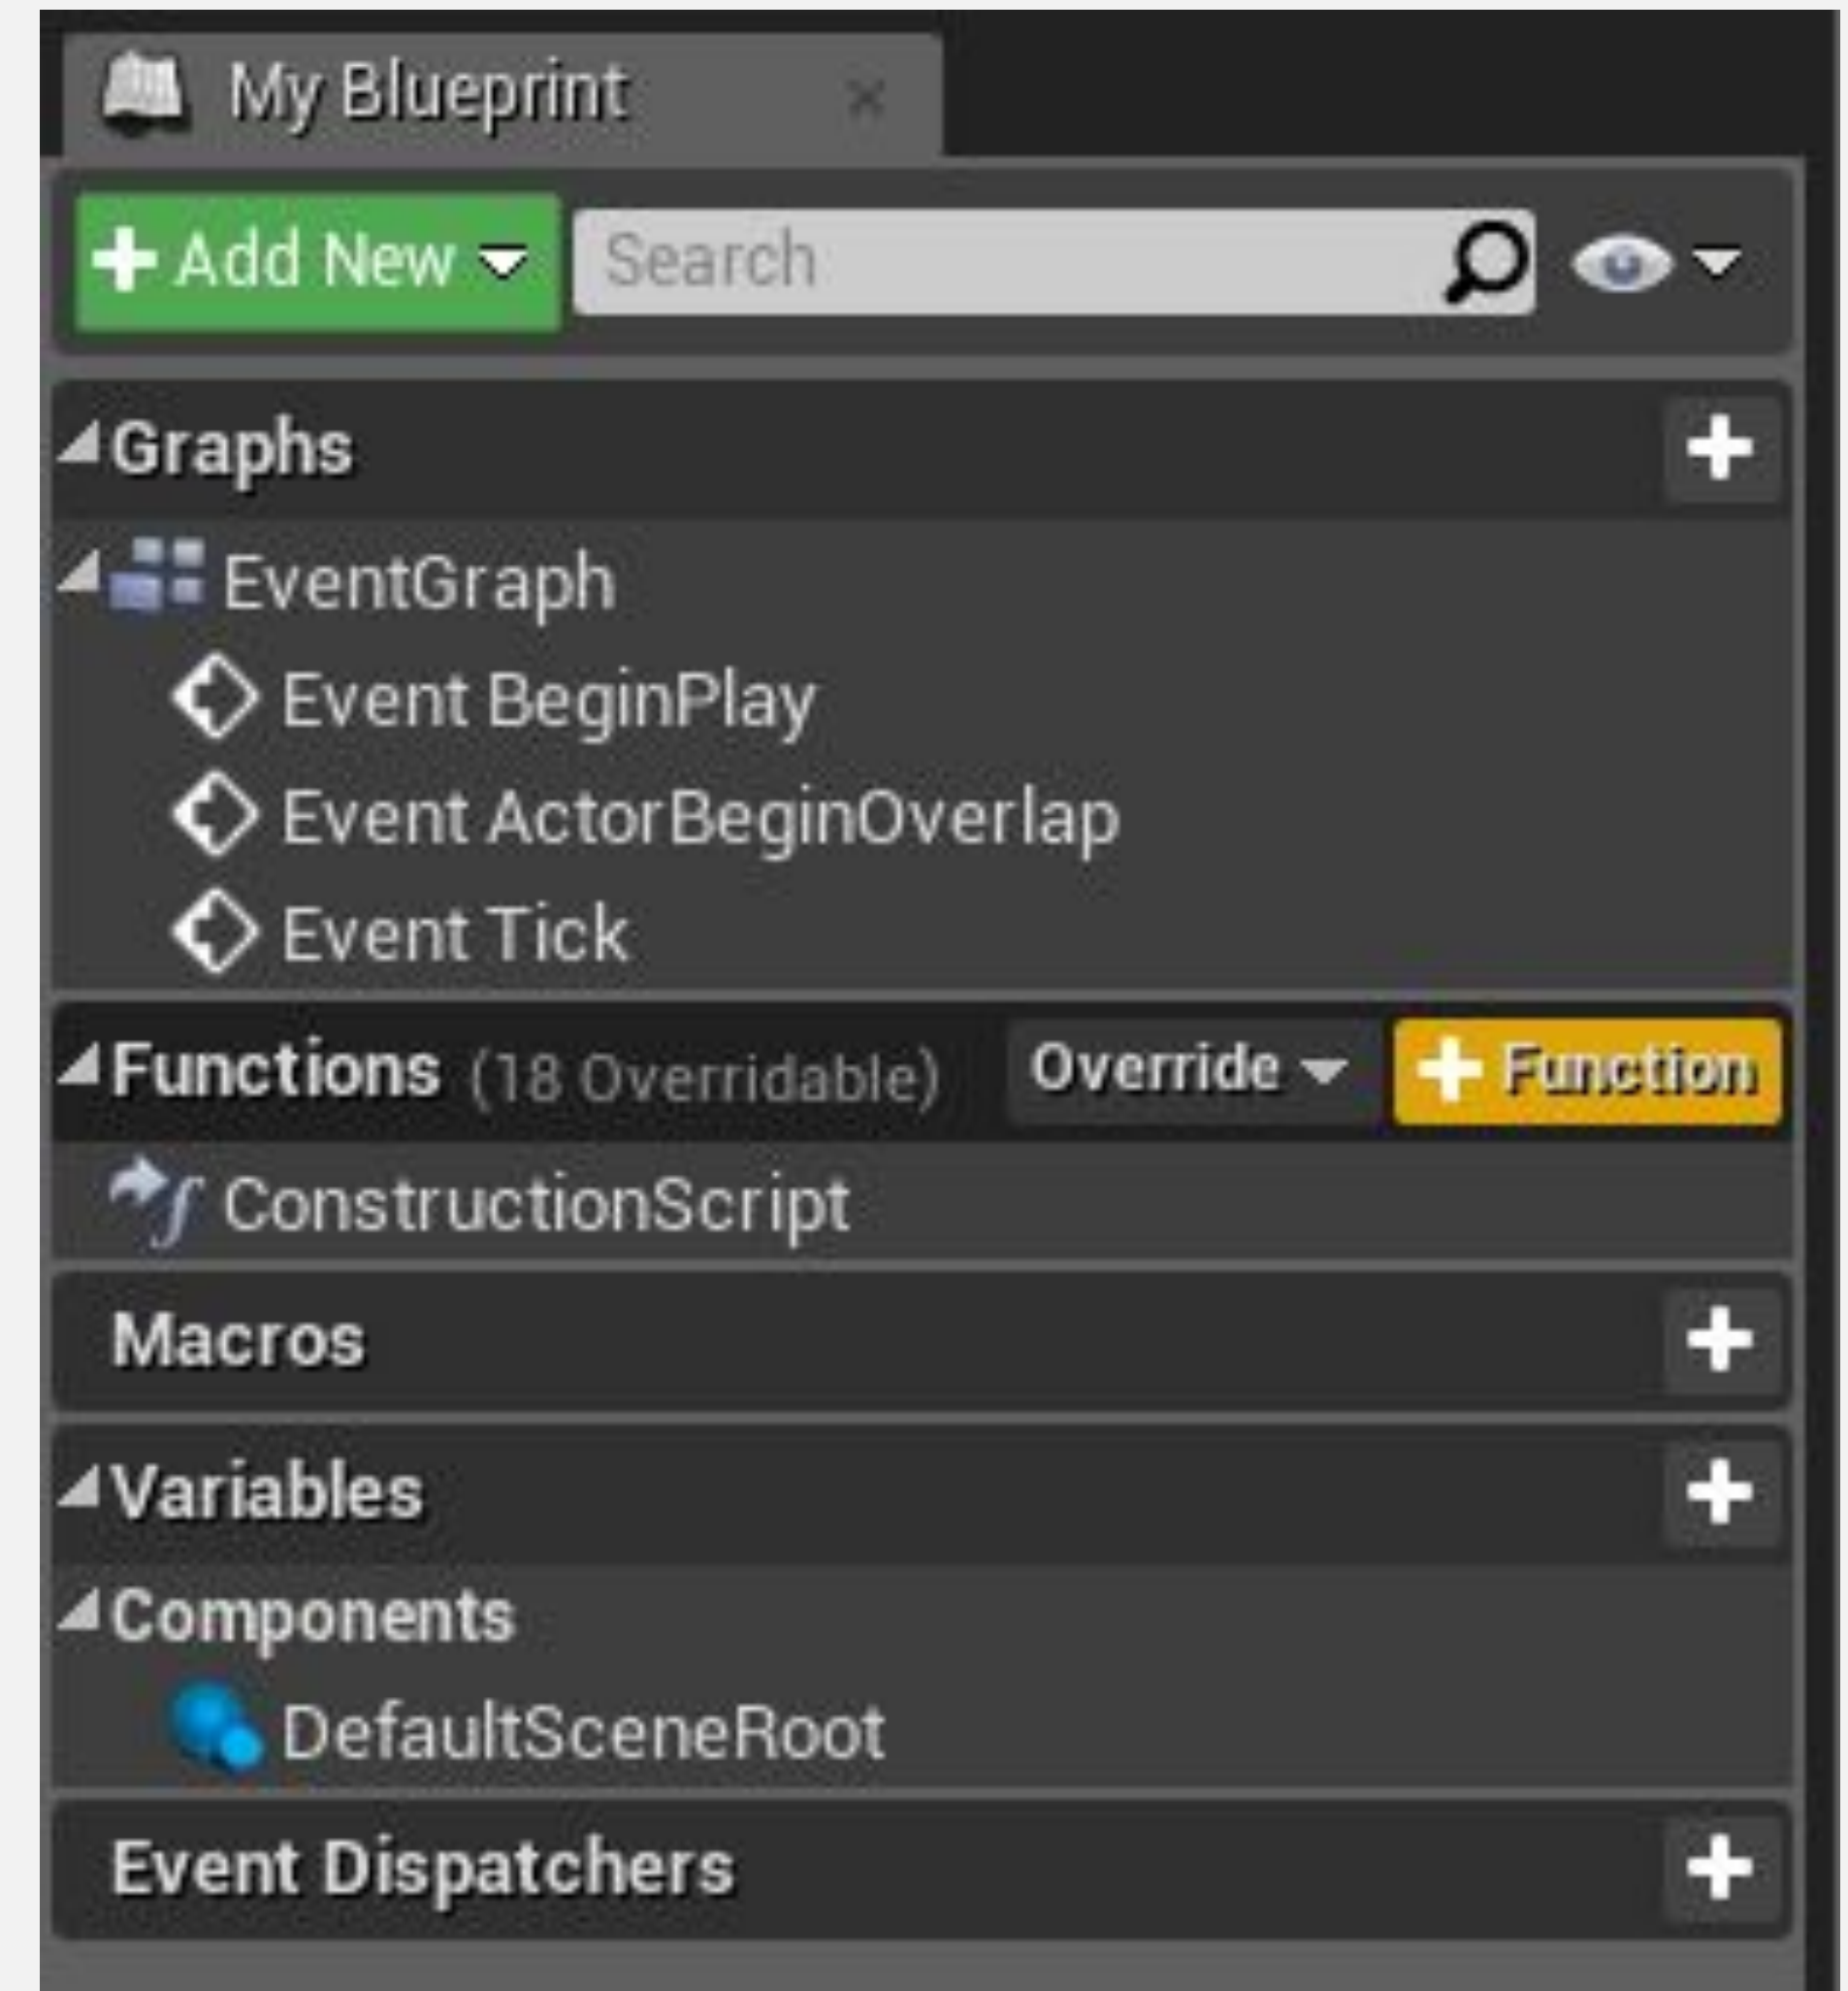 My Blueprint
Add New Search
Graphs
EventGraph
Event BeginPlay
Event ActorBeginOverlap
Event Tick
Functions (18 Overridable) Override + Function
ConstructionScript
Macros
Variables
Components
DefaultSceneRoot
Event Dispatchers